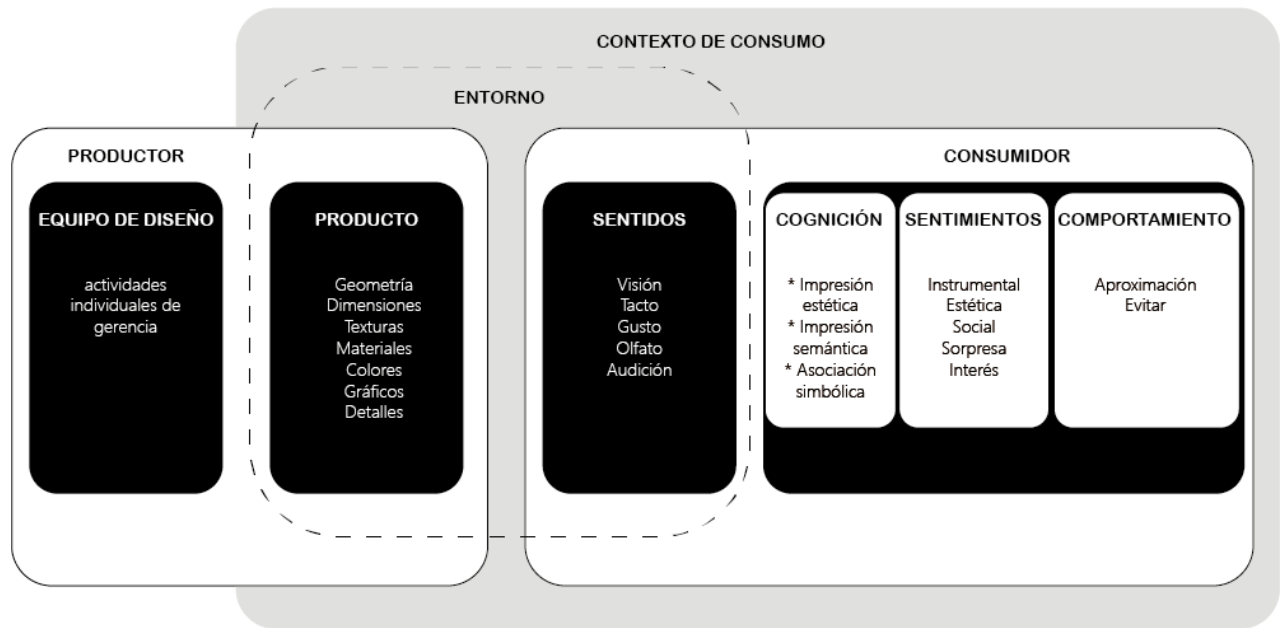 CONTEXTO DE CONSUMO
ENTORNO
PRODUCTOR
CONSUMIDOR
EQUIPO DE DISEÑO
actividades
individuales de
gerencia
PRODUCTO
Geometría
Dimensiones
Texturas
Materiales
Colores
Gráficos
Detalles
SENTIDOS
Visión
Tacto
Gusto
Olfato
Audición
COGNICIÓN
* Impresión
estética
* Impresión
semántica
* Asociación
simbólica
SENTIMIENTOS
Instrumental
Estética
Social
Sorpresa
Interés
COMPORTAMIENTO
Aproximación
Evitar